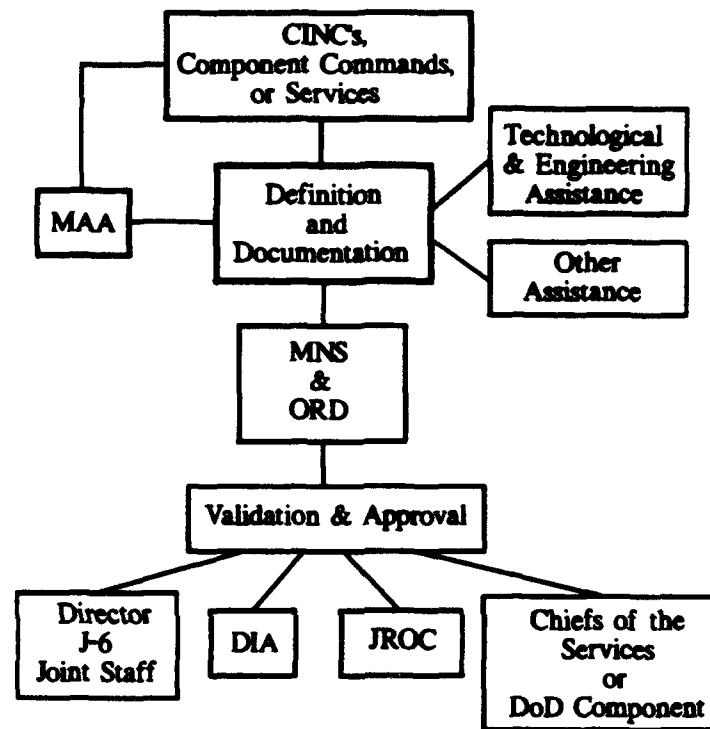 CINC's,
Component Commands,
or Services
Technological
& Engineering
Assistance
MAA
Definition
and
Documentation
Other
Assistance
MNS
&
ORD
Validation & Approval
Director
J-6
Joint Staff
DIA
JROC
Chiefs of the
Services
or
DoD Component